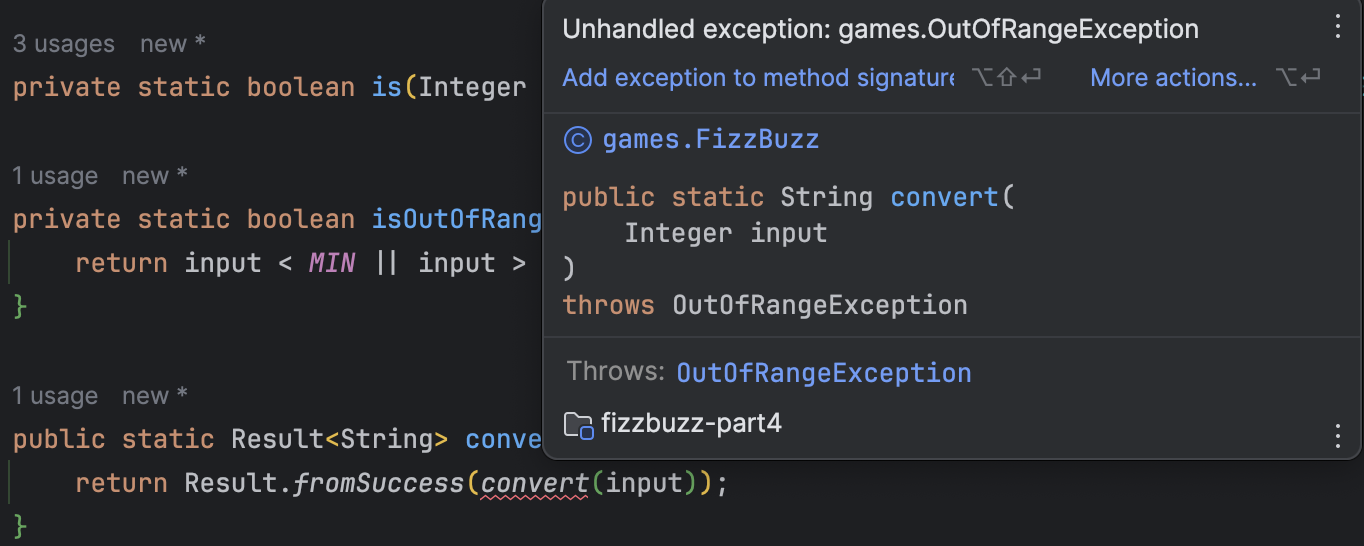 3 usages new *
private static boolean is(Integer
1 usage new *
private static boolean isOutOfRang
return input < MIN || input >
}
1 usage new *
public static Result<String> conve
return Result.fromSuccess(convert(input));
}
Unhandled exception: games.OutOfRangeException
Add exception to method signature ⌥⇧⏎ More actions... ⌥⏎
games.FizzBuzz
public static String convert(
Integer input
)
throws OutOfRangeException
Throws: OutOfRangeException
fizzbuzz-part4